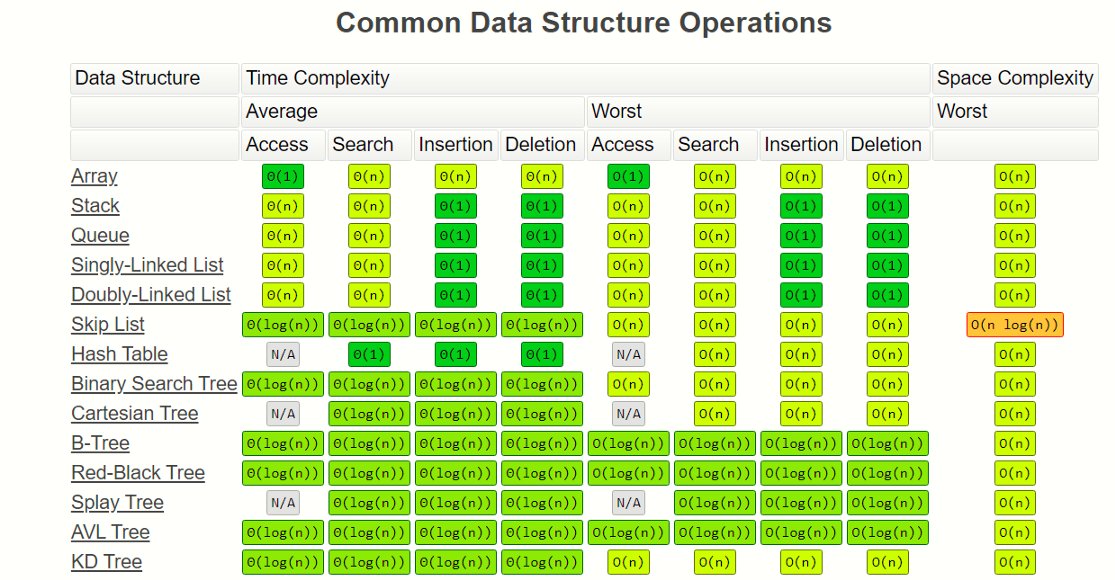 Common Data Structure Operations
Data Structure Time Complexity Space Complexity
Average Worst Worst
Access Search Insertion Deletion Access Search Insertion Deletion
Array Θ(1) Θ(n) Θ(n) Θ(n) O(1) O(n) O(n) O(n) O(n)
Stack Θ(n) Θ(n) Θ(1) Θ(1) O(n) O(n) O(1) O(1) O(n)
Queue Θ(n) Θ(n) Θ(1) Θ(1) O(n) O(n) O(1) O(1) O(n)
Singly-Linked List Θ(n) Θ(n) Θ(1) Θ(1) O(n) O(n) O(1) O(1) O(n)
Doubly-Linked List Θ(n) Θ(n) Θ(1) Θ(1) O(n) O(n) O(1) O(1) O(n)
Skip List Θ(log(n)) Θ(log(n)) Θ(log(n)) Θ(log(n)) O(n) O(n) O(n) O(n) O(n log(n))
Hash Table N/A Θ(1) Θ(1) Θ(1) N/A O(n) O(n) O(n) O(n)
Binary Search Tree Θ(log(n)) Θ(log(n)) Θ(log(n)) Θ(log(n)) O(n) O(n) O(n) O(n) O(n)
Cartesian Tree N/A Θ(log(n)) Θ(log(n)) Θ(log(n)) N/A O(n) O(n) O(n) O(n)
B-Tree Θ(log(n)) Θ(log(n)) Θ(log(n)) Θ(log(n)) O(log(n)) O(log(n)) O(log(n)) O(log(n)) O(n)
Red-Black Tree Θ(log(n)) Θ(log(n)) Θ(log(n)) Θ(log(n)) O(log(n)) O(log(n)) O(log(n)) O(log(n)) O(n)
Splay Tree N/A Θ(log(n)) Θ(log(n)) Θ(log(n)) N/A O(log(n)) O(log(n)) O(log(n)) O(n)
AVL Tree Θ(log(n)) Θ(log(n)) Θ(log(n)) Θ(log(n)) O(log(n)) O(log(n)) O(log(n)) O(log(n)) O(n)
KD Tree Θ(log(n)) Θ(log(n)) Θ(log(n)) Θ(log(n)) O(n) O(n) O(n) O(n) O(n)